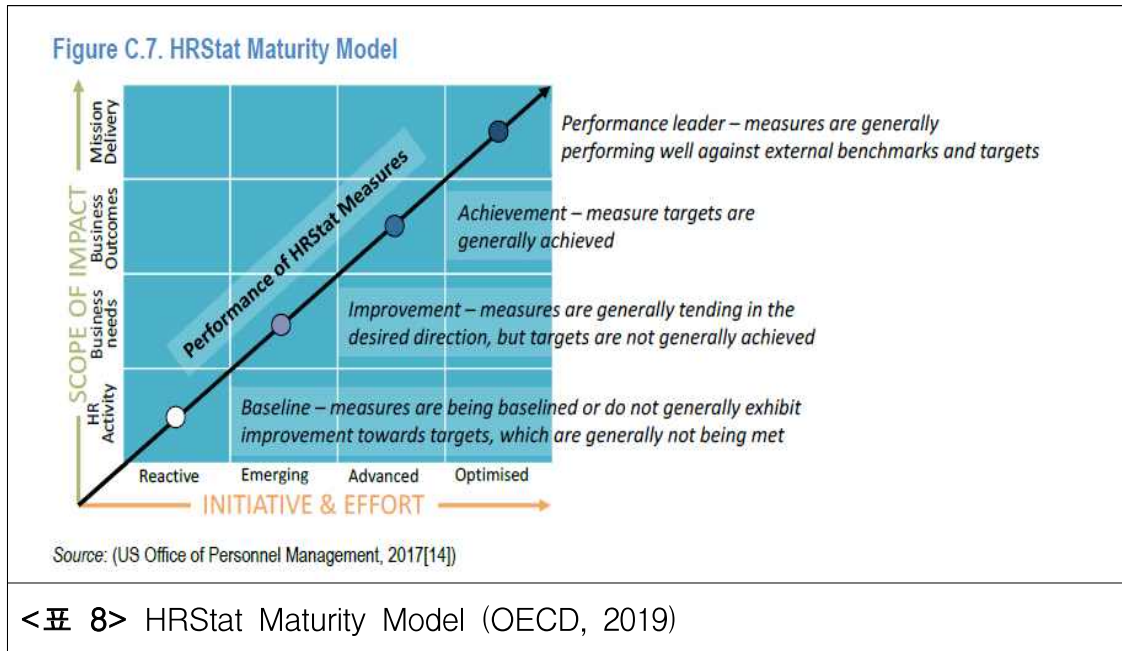 Figure C.7. HRStat Maturity Model
SCOPE OF IMPACT
Mission
Delivery
Business
Outcomes
Business
needs
HR
Activity
Performance of HRStat Measures
Performance leader – measures are generally
performing well against external benchmarks and targets
Achievement – measure targets are
generally achieved
Improvement – measures are generally tending in the
desired direction, but targets are not generally achieved
Baseline – measures are being baselined or do not generally exhibit
improvement towards targets, which are generally not being met
Reactive Emerging Advanced Optimised
INITIATIVE & EFFORT
Source: (US Office of Personnel Management, 2017[14])
<표 8> HRStat Maturity Model (OECD, 2019)